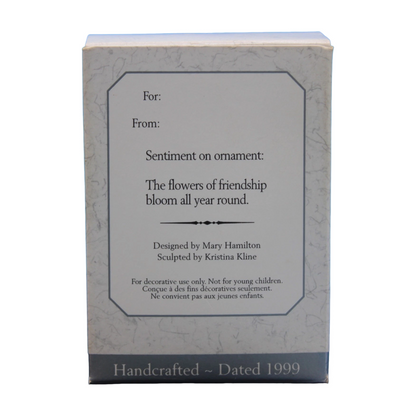 For:
From:
Sentiment on ornament:
The flowers of friendship
bloom all year round.
Designed by Mary Hamilton
Sculpted by Kristina Kline
For decorative use only. Not for young children.
Conçue à des fins décoratives seulement.
Ne convient pas aux jeunes enfants.
Handcrafted ~ Dated 1999